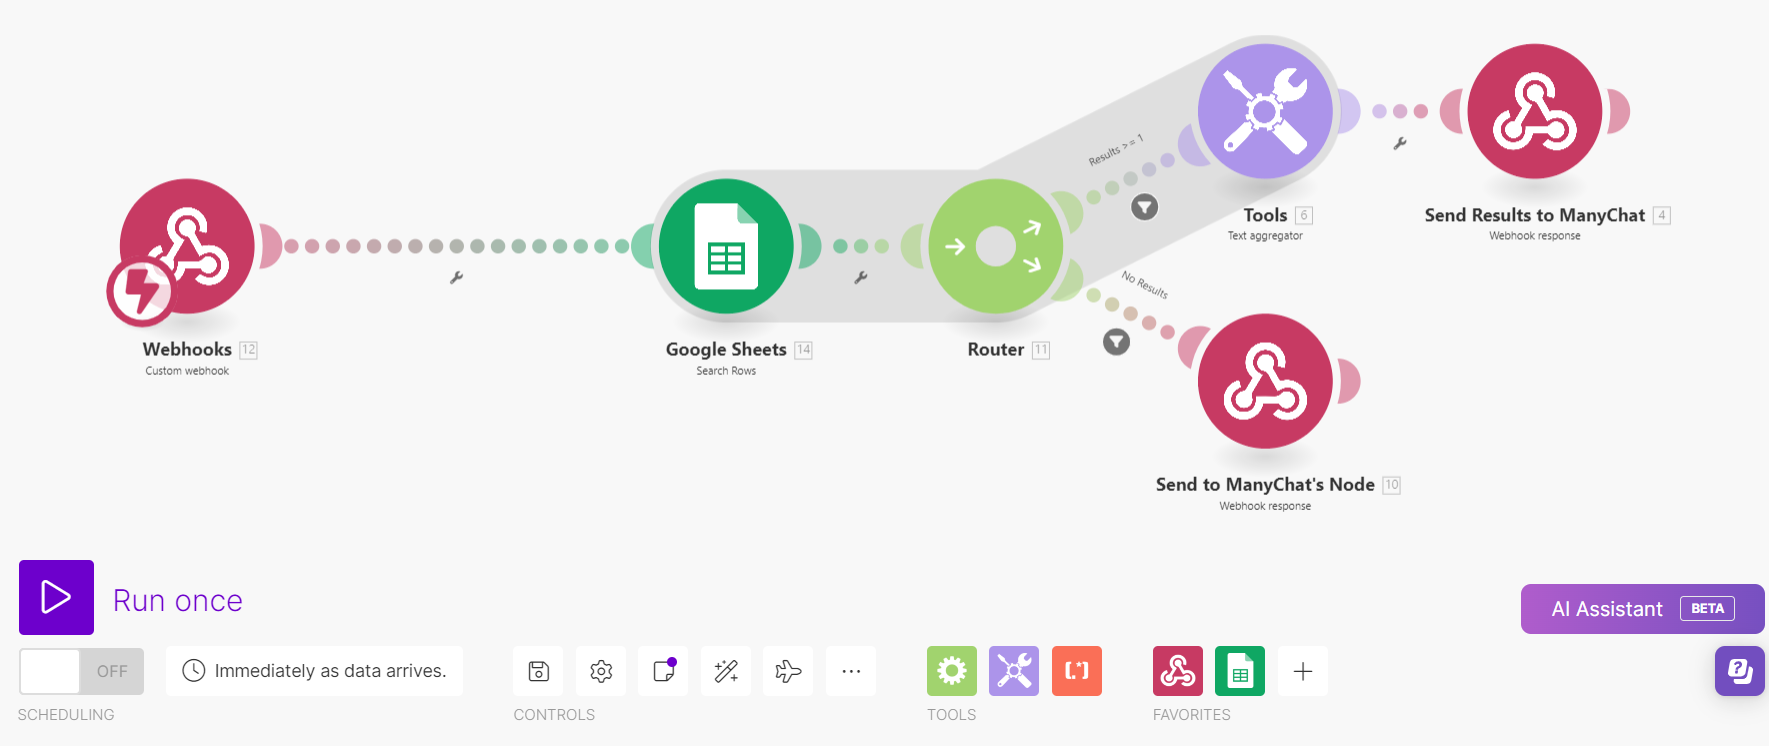 Results >= 1
Tools 6
Text aggregator
Send Results to ManyChat 4
Webhook response
No Results
Webhooks 12
Custom webhook
Google Sheets 14
Search Rows
Router 11
Send to ManyChat's Node 10
Webhook response
Run once
AI Assistant BETA
OFF
Immediately as data arrives.
...
[.*]
SCHEDULING
CONTROLS
TOOLS
FAVORITES